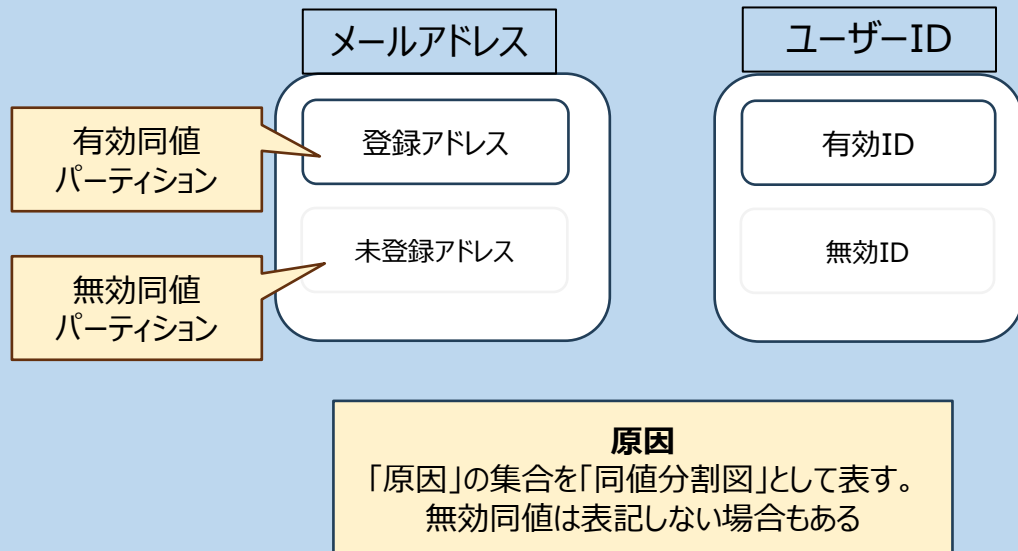 メールアドレス
ユーザーID
有効同値
パーティション
登録アドレス
有効ID
無効同値
パーティション
未登録アドレス
無効ID
原因
「原因」の集合を「同値分割図」として表す。
無効同値は表記しない場合もある